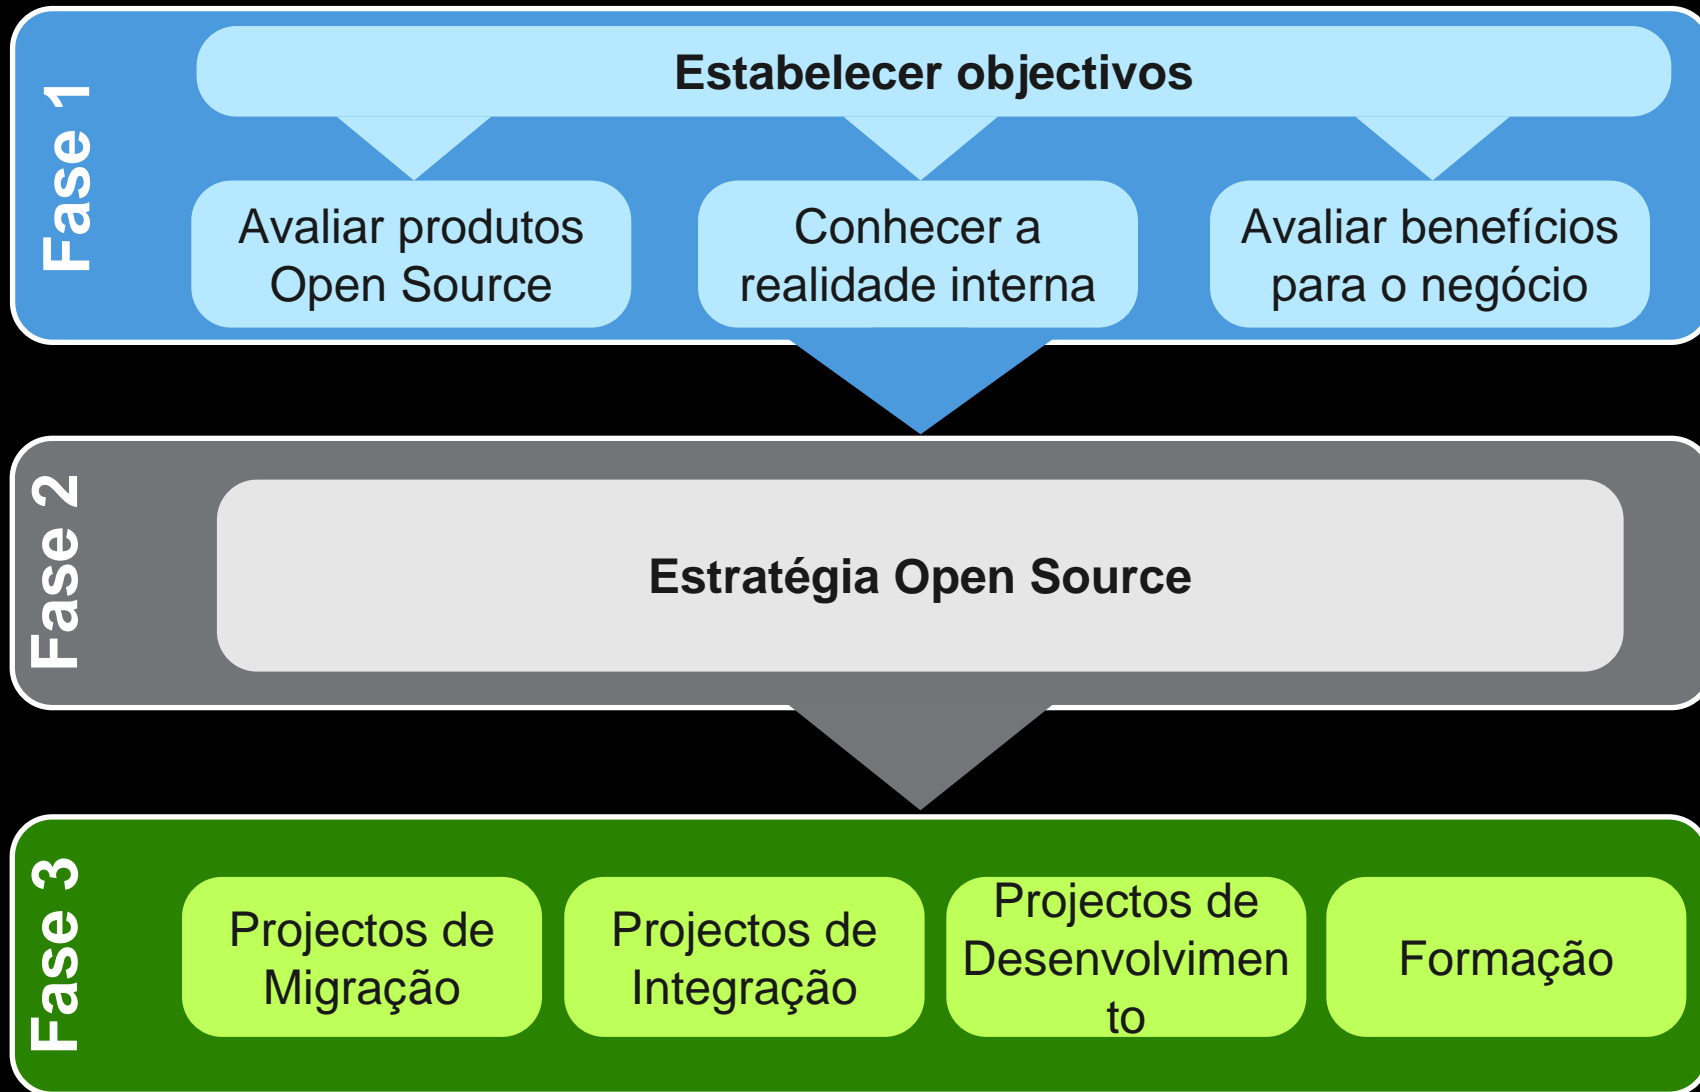 Fase 1
Estabelecer objectivos
Avaliar produtos
Open Source
Conhecer a
realidade interna
Avaliar benefícios
para o negócio
Fase 2
Estratégia Open Source
Fase 3
Projectos de
Migração
Projectos de
Integração
Projectos de
Desenvolvimen
to
Formação